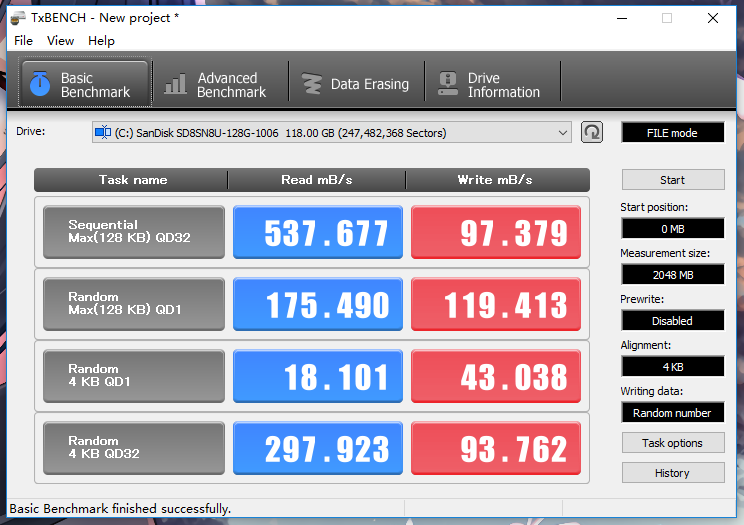 TxBENCH - New project *
File View Help
Basic
Benchmark
Advanced
Benchmark
Data Erasing
Drive
Information
Drive:
(C:) SanDisk SD8SN8U-128G-1006 118.00 GB (247,482,368 Sectors)
FILE mode
Task name Read mB/s Write mB/s
Start
Sequential
Max(128 KB) QD32
537.677 97.379
Start position:
0 MB
Measurement size:
2048 MB
Random
Max(128 KB) QD1
175.490 119.413
Prewrite:
Disabled
Random
4 KB QD1
18.101 43.038
Alignment:
4 KB
Writing data:
Random number
Random
4 KB QD32
297.923 93.762
Task options
History
Basic Benchmark finished successfully.